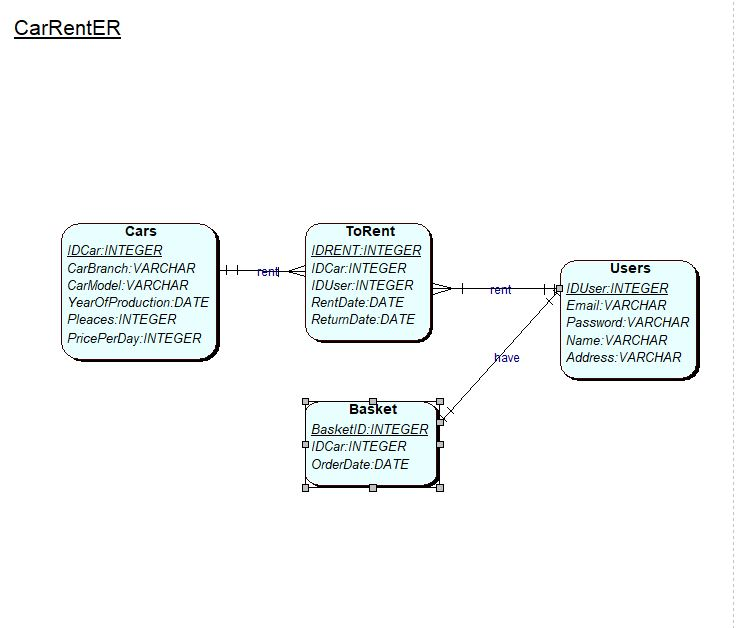 CarRentER
Cars
IDCar:INTEGER
CarBranch:VARCHAR
CarModel:VARCHAR
YearOfProduction:DATE
Pleaces:INTEGER
PricePerDay:INTEGER
rent
ToRent
IDRENT:INTEGER
IDCar:INTEGER
IDUser:INTEGER
RentDate:DATE
ReturnDate:DATE
rent
Users
IDUser:INTEGER
Email:VARCHAR
Password:VARCHAR
Name:VARCHAR
Address:VARCHAR
have
Basket
BasketID:INTEGER
IDCar:INTEGER
OrderDate:DATE